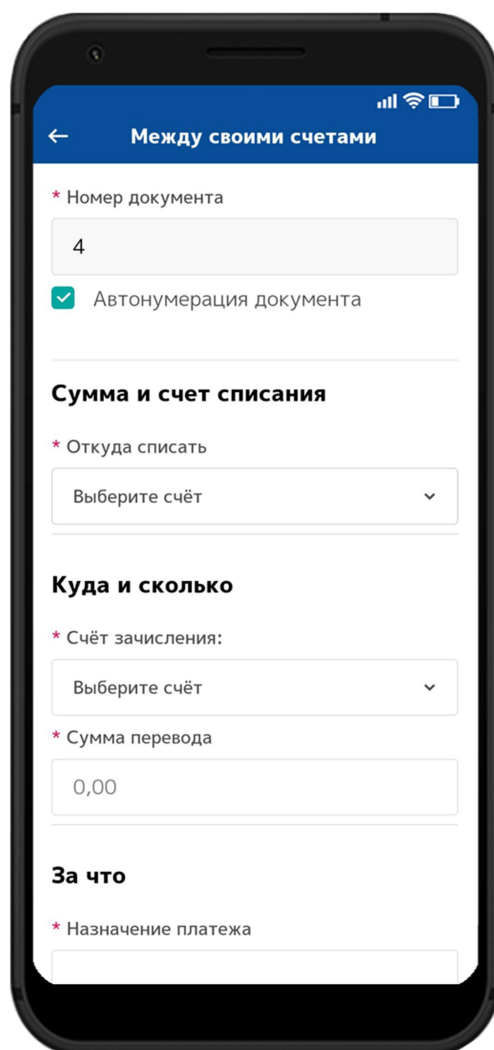 Между своими счетами
* Номер документа
4
Автонумерация документа
Сумма и счет списания
* Откуда списать
Выберите счёт
Куда и сколько
* Счёт зачисления:
Выберите счёт
* Сумма перевода
0,00
За что
* Назначение платежа